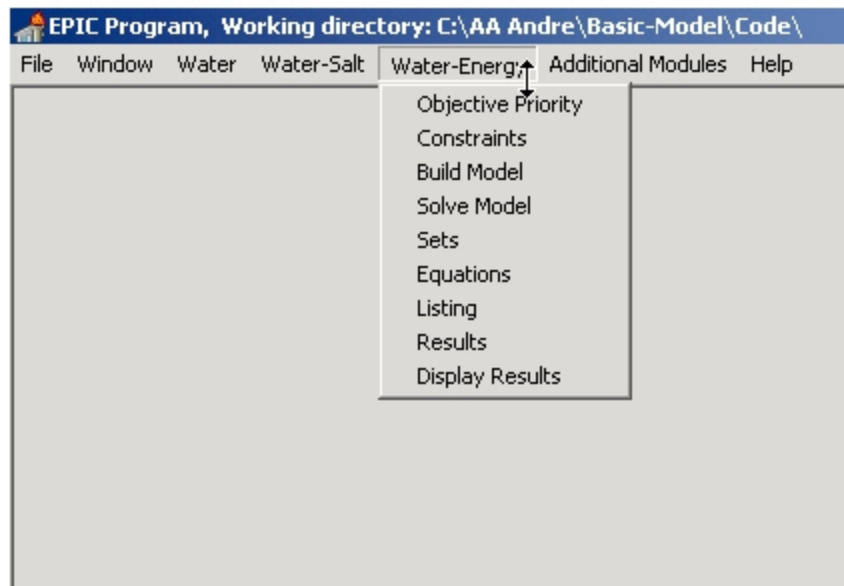 EPIC Program, Working directory: C:\AA Andre\Basic-Model\Code\
File Window Water Water-Salt Water-Energy Additional Modules Help
Objective Priority
Constraints
Build Model
Solve Model
Sets
Equations
Listing
Results
Display Results